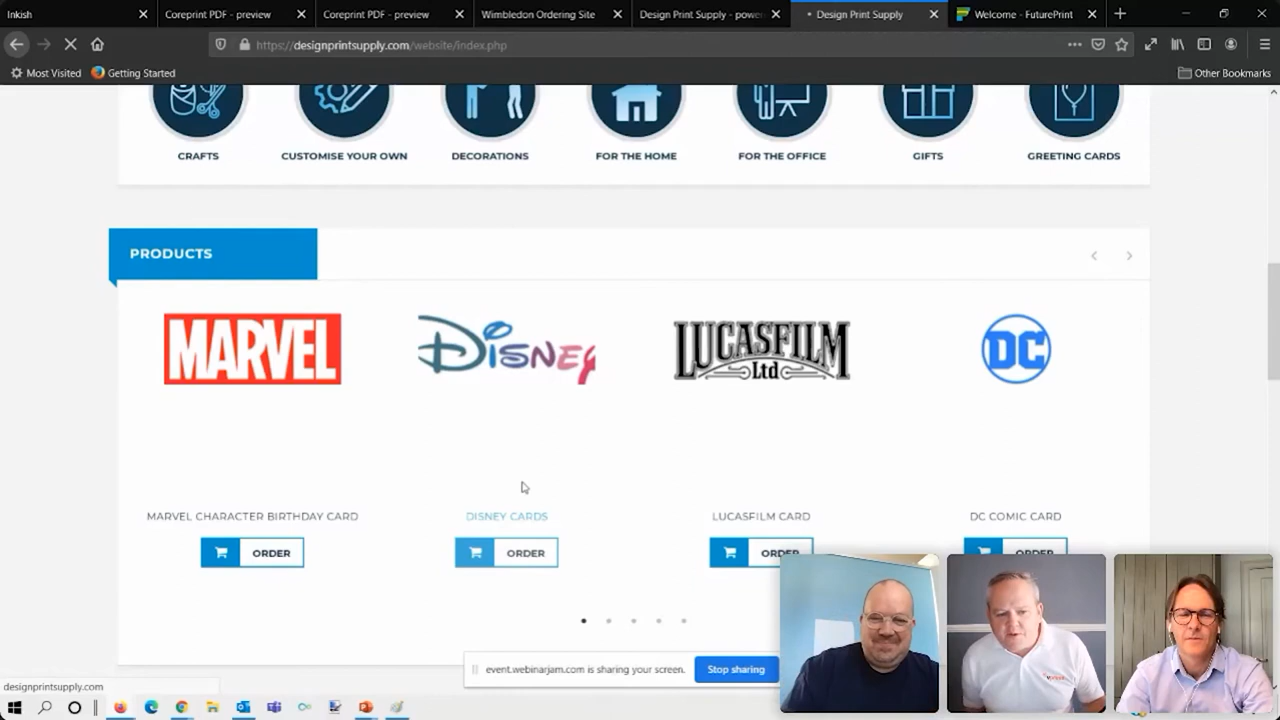 Inkish
Coreprint PDF - preview
Coreprint PDF - preview
Wimbledon Ordering Site
Design Print Supply - power
Design Print Supply
Welcome - FuturePrint
https://designprintsupply.com/website/index.php
Most Visited
Getting Started
Other Bookmarks
CRAFTS
CUSTOMISE YOUR OWN
DECORATIONS
FOR THE HOME
FOR THE OFFICE
GIFTS
GREETING CARDS
PRODUCTS
MARVEL
DISNEY
LUCASFILM
Ltd
DC
MARVEL CHARACTER BIRTHDAY CARD
DISNEY CARDS
LUCASFILM CARD
DC COMIC CARD
ORDER
ORDER
ORDER
ORDER
event.webinarjam.com is sharing your screen.
Stop sharing
designprintsupply.com